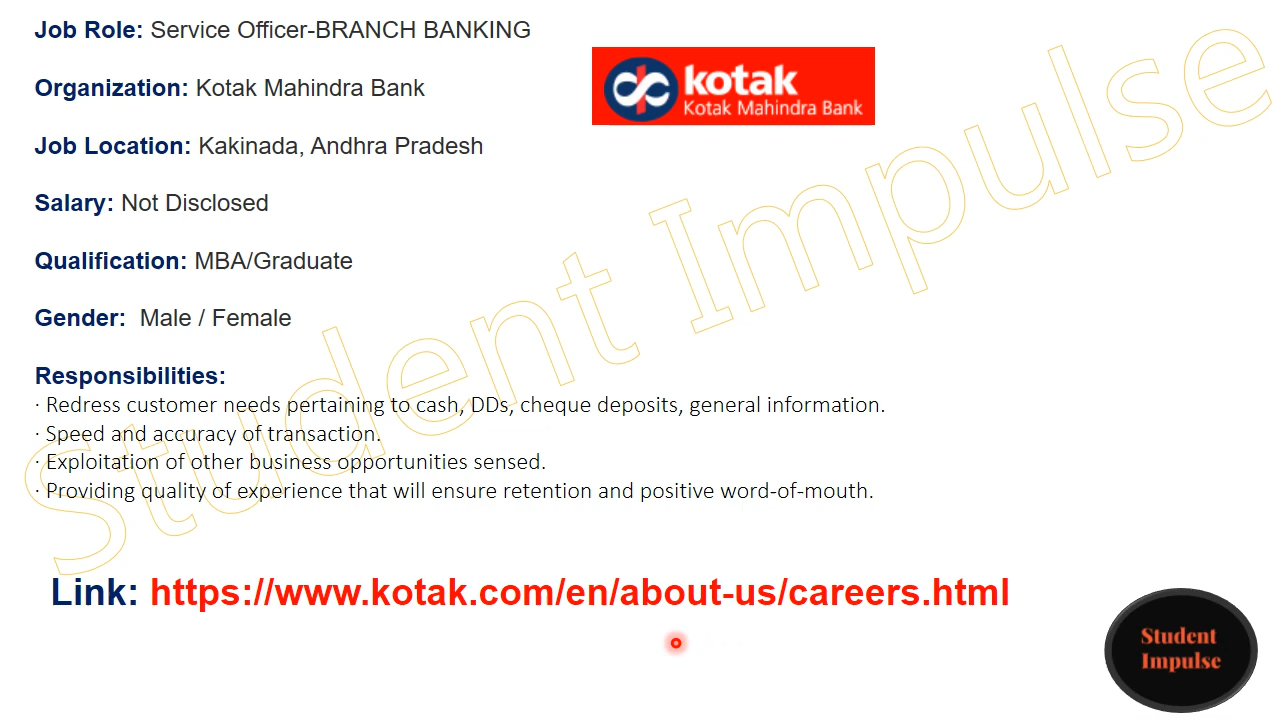 Job Role: Service Officer-BRANCH BANKING
kotak
Kotak Mahindra Bank
Organization: Kotak Mahindra Bank
Job Location: Kakinada, Andhra Pradesh
Salary: Not Disclosed
Qualification: MBA/Graduate
Gender:  Male / Female
Responsibilities:
· Redress customer needs pertaining to cash, DDs, cheque deposits, general information.
· Speed and accuracy of transaction.
· Exploitation of other business opportunities sensed.
· Providing quality of experience that will ensure retention and positive word-of-mouth.
Student Impulse
Link: https://www.kotak.com/en/about-us/careers.html
Student
Impulse